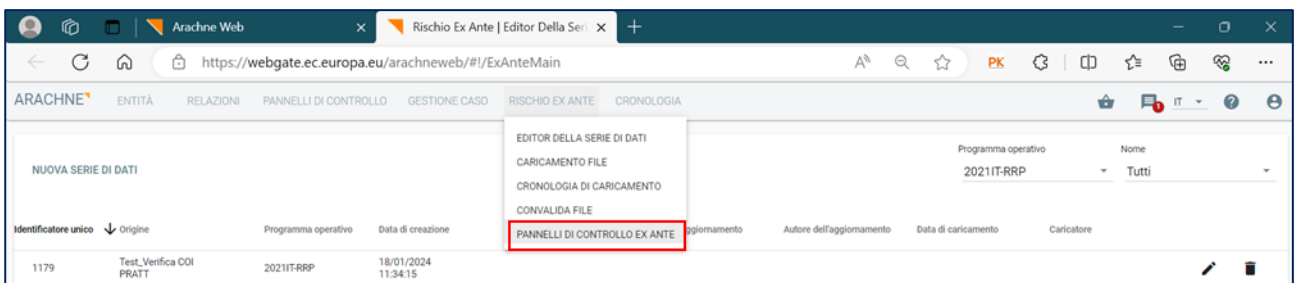 Arachne Web
Rischio Ex Ante | Editor Della Seri
https://webgate.ec.europa.eu/arachneweb/#!/ExAnteMain
PK
ARACHNE ENTITÀ RELAZIONI PANNELLI DI CONTROLLO GESTIONE CASO RISCHIO EX ANTE CRONOLOGIA 1 IT
EDITOR DELLA SERIE DI DATI
CARICAMENTO FILE
CRONOLOGIA DI CARICAMENTO
CONVALIDA FILE
PANNELLI DI CONTROLLO EX ANTE
NUOVA SERIE DI DATI
Programma operativo Nome
2021IT-RRP Tutti
Identificatore unico Origine Programma operativo Data di creazione ggiornamento Autore dell'aggiornamento Data di caricamento Caricatore
1179 Test_Verifica COI PRATT 2021IT-RRP 18/01/2024 11:34:15